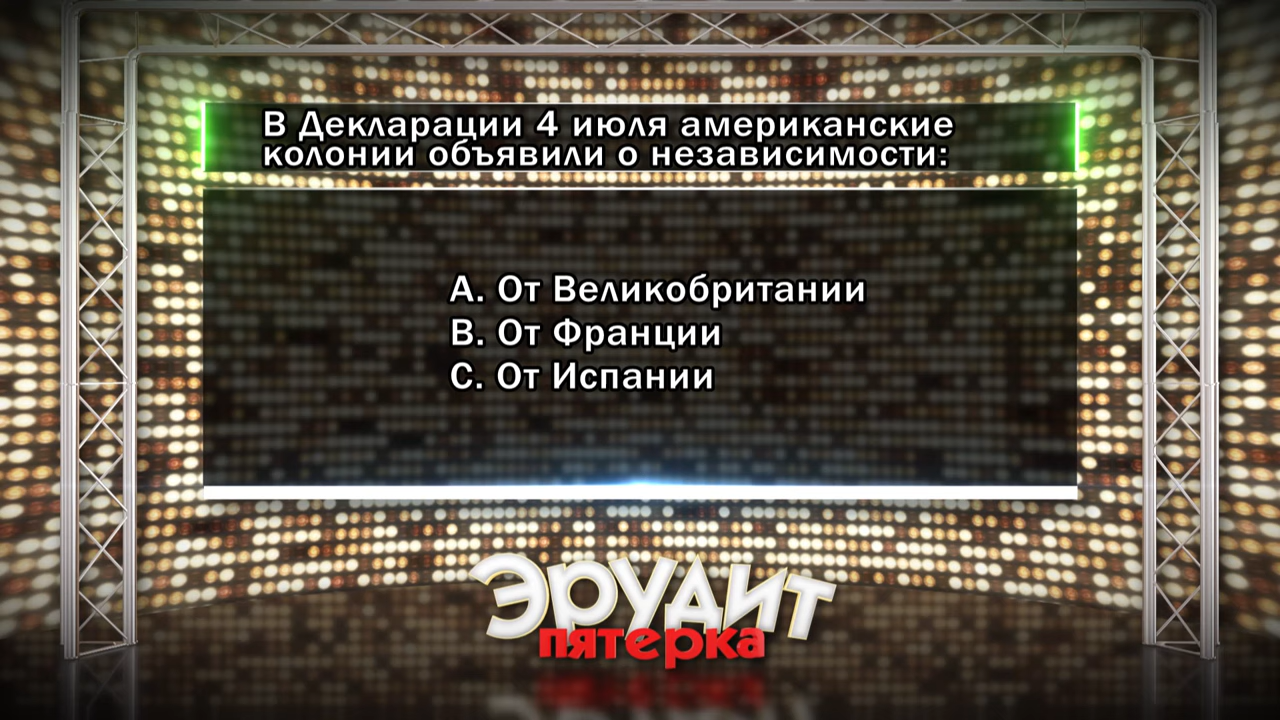 В Декларации 4 июля американские
колонии объявили о независимости:
A. От Великобритании
B. От Франции
C. От Испании
Эрудит
пятерка